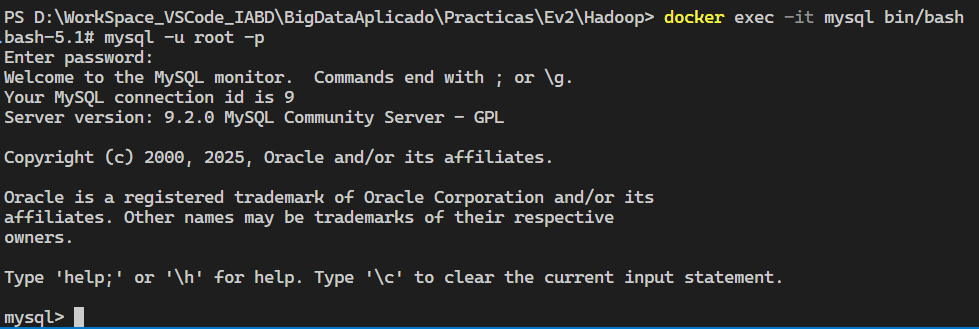 PS D:\WorkSpace_VSCode_IABD\BigDataAplicado\Practicas\Ev2\Hadoop> docker exec -it mysql bin/bash
bash-5.1# mysql -u root -p
Enter password:
Welcome to the MySQL monitor.  Commands end with ; or \g.
Your MySQL connection id is 9
Server version: 9.2.0 MySQL Community Server - GPL

Copyright (c) 2000, 2025, Oracle and/or its affiliates.

Oracle is a registered trademark of Oracle Corporation and/or its
affiliates. Other names may be trademarks of their respective
owners.

Type 'help;' or '\h' for help. Type '\c' to clear the current input statement.

mysql>